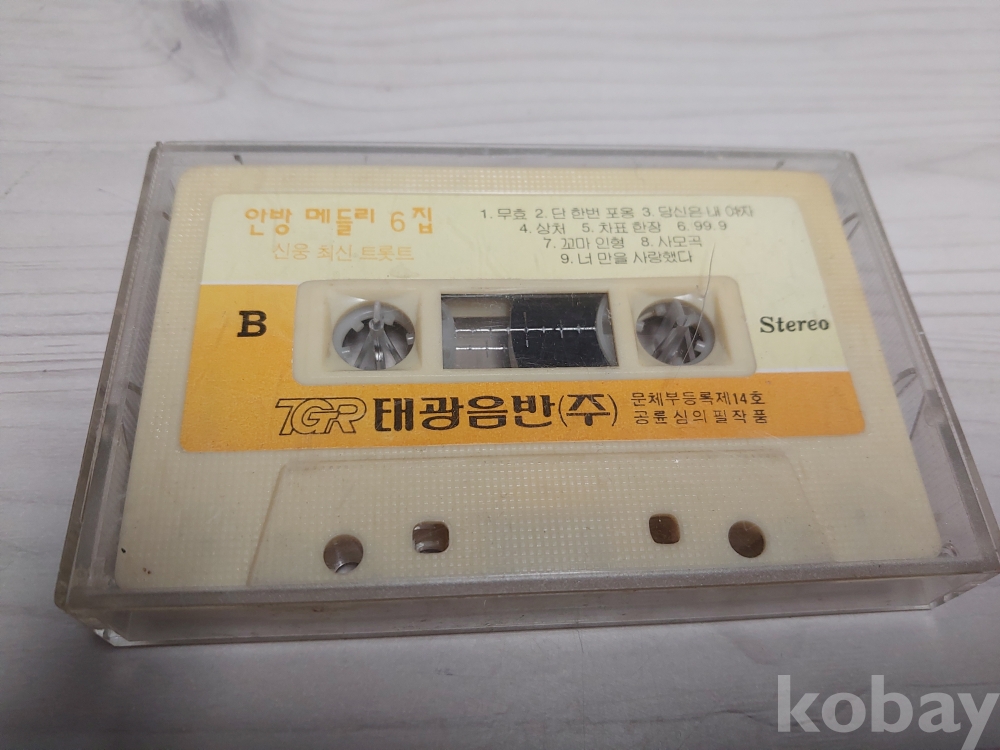 안방 메들리 6집
신웅 최신 트롯트
1. 무효 2. 단 한번 포옹 3. 당신은 내 여자
4. 상처 5. 차표 한장 6. 99.9
7. 꼬마 인형 8. 사모곡
9. 너 만을 사랑했다
B
Stereo
TGR 태광음반(주)
문체부등록제14호
공륜심의필작품
kobay